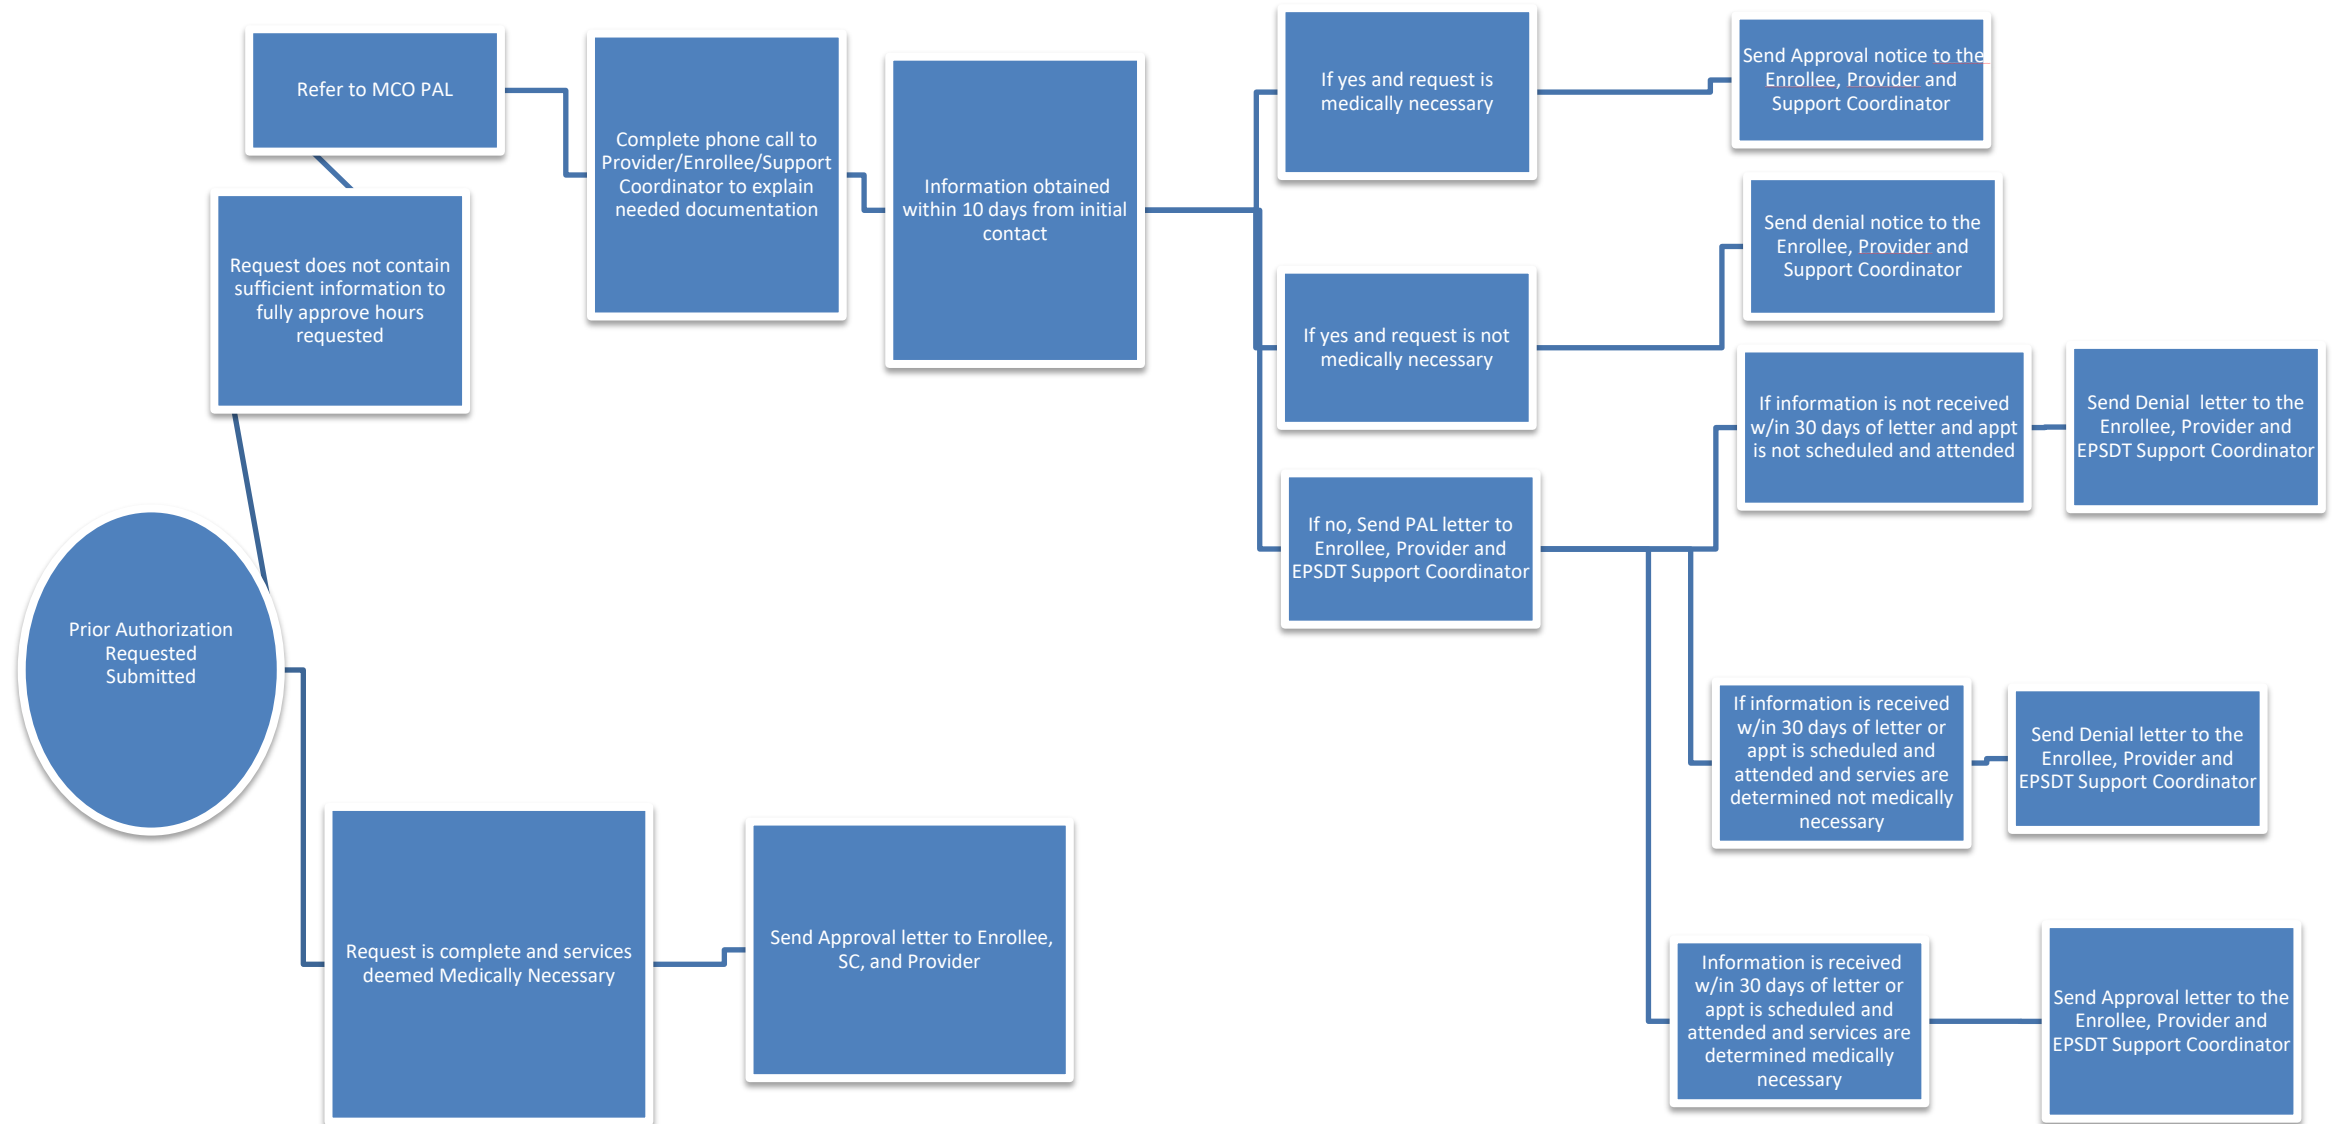 Refer to MCO PAL
Complete phone call to
Provider/Enrollee/Support
Coordinator to explain
needed documentation
Information obtained
within 10 days from initial
contact
If yes and request is
medically necessary
Send Approval notice to the
Enrollee, Provider and
Support Coordinator
Request does not contain
sufficient information to
fully approve hours
requested
If yes and request is not
medically necessary
Send denial notice to the
Enrollee, Provider and
Support Coordinator
If no, Send PAL letter to
Enrollee, Provider and
EPSDT Support Coordinator
If information is not received
w/in 30 days of letter and appt
is not scheduled and attended
Send Denial  letter to the
Enrollee, Provider and
EPSDT Support Coordinator
If information is received
w/in 30 days of letter or
appt is scheduled and
attended and servies are
determined not medically
necessary
Send Denial letter to the
Enrollee, Provider and
EPSDT Support Coordinator
Information is received
w/in 30 days of letter or
appt is scheduled and
attended and services are
determined medically
necessary
Send Approval letter to the
Enrollee, Provider and
EPSDT Support Coordinator
Prior Authorization
Requested
Submitted
Request is complete and services
deemed Medically Necessary
Send Approval letter to Enrollee,
SC, and Provider